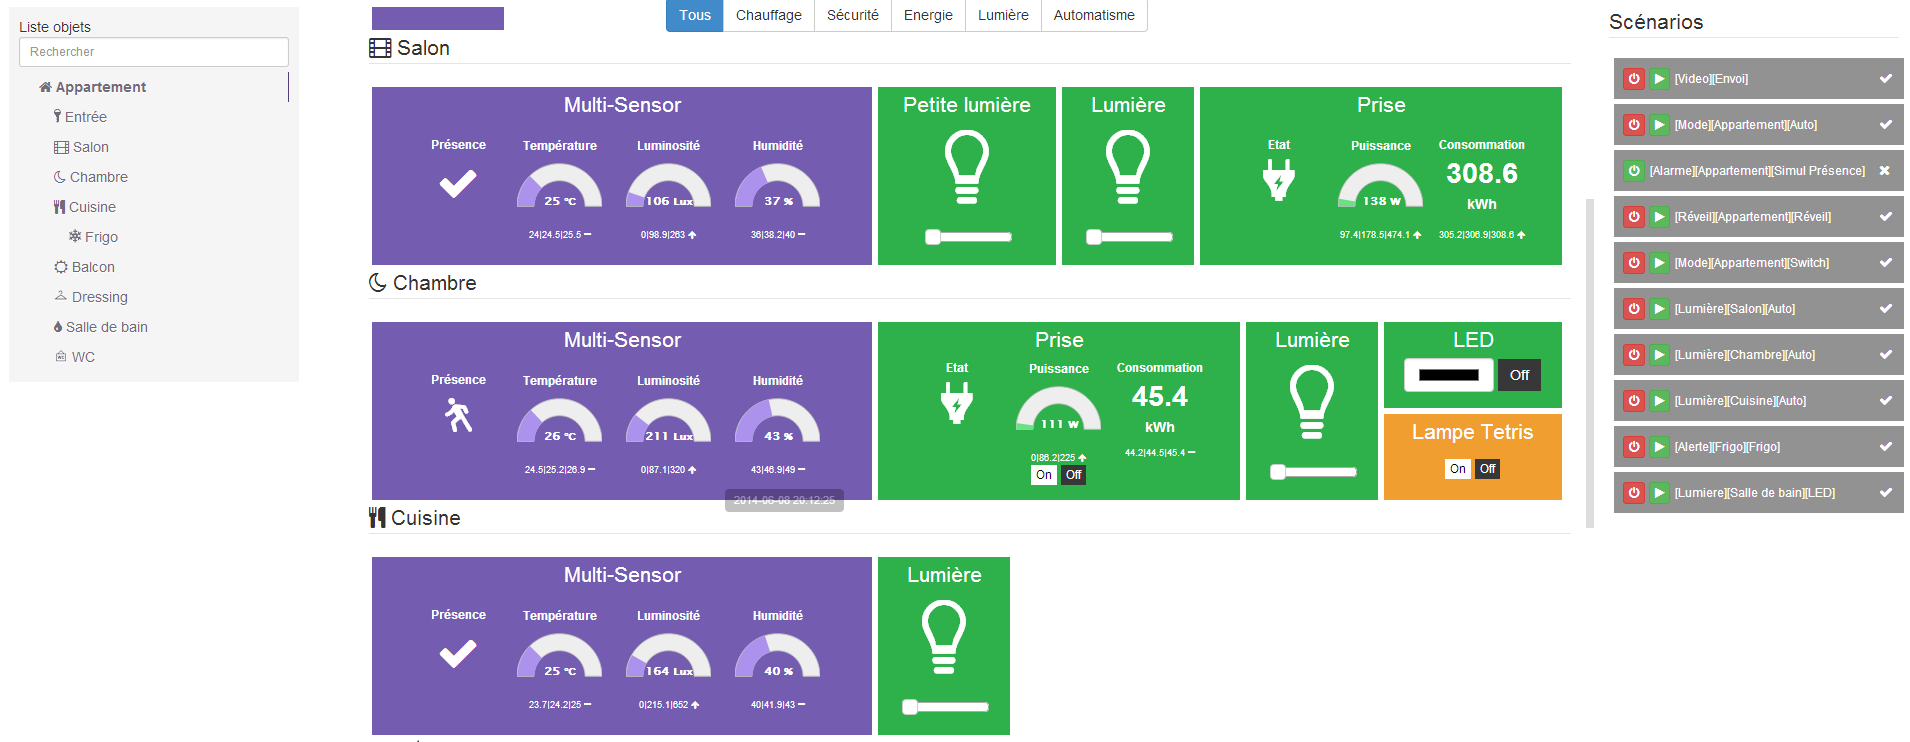 Liste objets
Rechercher
Appartement
Entrée
Salon
Chambre
Cuisine
Frigo
Balcon
Dressing
Salle de bain
WC
Tous Chauffage Sécurité Energie Lumière Automatisme
Salon
Multi-Sensor
Présence Température Luminosité Humidité
25 °C 106 Lux 37 %
24|24.5|25.5 0|98.9|263 36|38.2|40
Petite lumière
Lumière
Prise
Etat Puissance Consommation
138 W 308.6
kWh
97.4|178.5|474.1 305.2|306.9|308.6
Chambre
Multi-Sensor
Présence Température Luminosité Humidité
26 °C 211 Lux 43 %
24.5|25.2|26.9 0|87.1|320 43|46.9|49
2014-06-08 20:12:25
Prise
Etat Puissance Consommation
111 W 45.4
kWh
0|86.2|225 44.2|44.5|45.4
On Off
Lumière
LED
Off
Lampe Tetris
On Off
Cuisine
Multi-Sensor
Présence Température Luminosité Humidité
25 °C 164 Lux 40 %
23.7|24.2|25 0|215.1|652 40|41.9|43
Lumière
Scénarios
[Video][Envoi]
[Mode][Appartement][Auto]
[Alarme][Appartement][Simul Présence]
[Réveil][Appartement][Réveil]
[Mode][Appartement][Switch]
[Lumière][Salon][Auto]
[Lumière][Chambre][Auto]
[Lumière][Cuisine][Auto]
[Alerte][Frigo][Frigo]
[Lumiere][Salle de bain][LED]